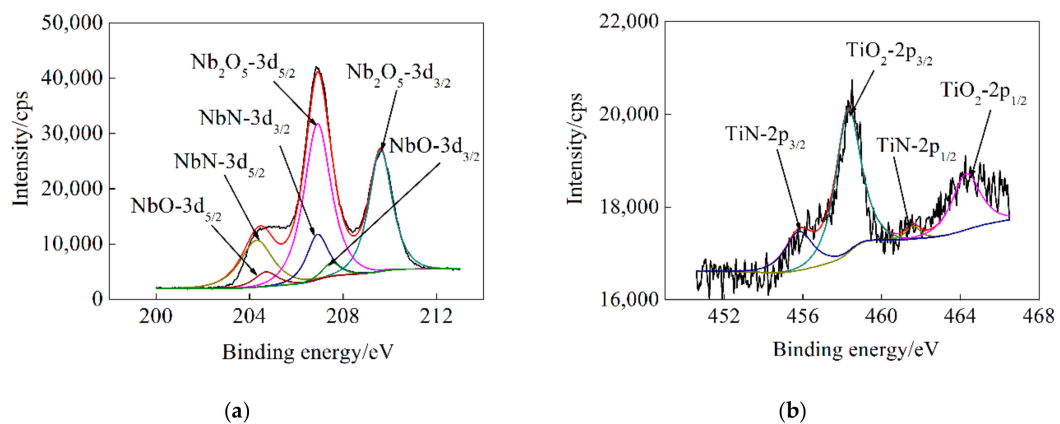 50,000
40,000
30,000
20,000
10,000
0
Intensity/cps
Nb₂O₅-3d₅/₂
Nb₂O₅-3d₃/₂
NbN-3d₃/₂
NbO-3d₃/₂
NbN-3d₅/₂
NbO-3d₅/₂
200 204 208 212
Binding energy/eV
(a)
22,000
20,000
18,000
16,000
Intensity/cps
TiO₂-2p₃/₂
TiO₂-2p₁/₂
TiN-2p₃/₂
TiN-2p₁/₂
452 456 460 464 468
Binding energy/eV
(b)